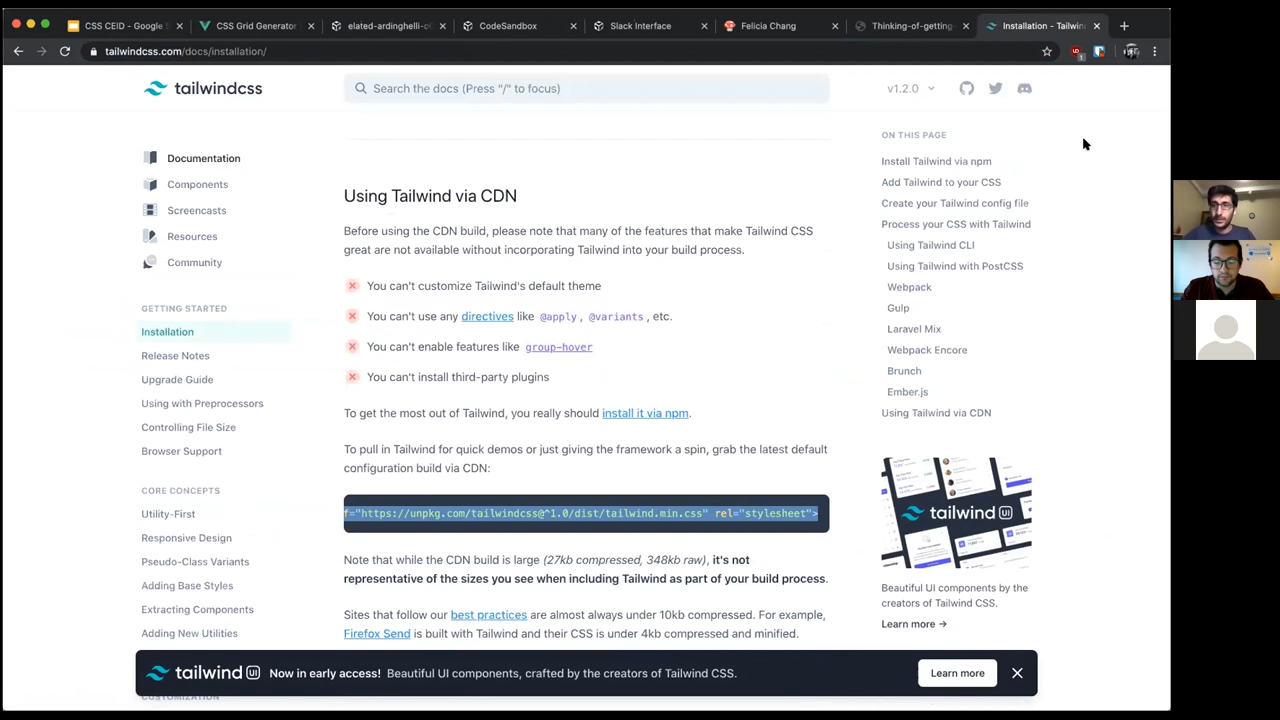 CSS CEID - Google S
CSS Grid Generator
elated-ardinghelli-c
CodeSandbox
Slack Interface
Felicia Chang
Thinking-of-getting-
Installation - Tailwin
tailwindcss.com/docs/installation/
1
tailwindcss
Search the docs (Press "/" to focus)
v1.2.0
Documentation
Components
Screencasts
Resources
Community
GETTING STARTED
Installation
Release Notes
Upgrade Guide
Using with Preprocessors
Controlling File Size
Browser Support
CORE CONCEPTS
Utility-First
Responsive Design
Pseudo-Class Variants
Adding Base Styles
Extracting Components
Adding New Utilities
CUSTOMIZATION
Using Tailwind via CDN
Before using the CDN build, please note that many of the features that make Tailwind CSS
great are not available without incorporating Tailwind into your build process.
You can't customize Tailwind's default theme
You can't use any directives like @apply, @variants, etc.
You can't enable features like group-hover
You can't install third-party plugins
To get the most out of Tailwind, you really should install it via npm.
To pull in Tailwind for quick demos or just giving the framework a spin, grab the latest default
configuration build via CDN:
f="https://unpkg.com/tailwindcss@^1.0/dist/tailwind.min.css" rel="stylesheet">
Note that while the CDN build is large (27kb compressed, 348kb raw), it's not
representative of the sizes you see when including Tailwind as part of your build process.
Sites that follow our best practices are almost always under 10kb compressed. For example,
Firefox Send is built with Tailwind and their CSS is under 4kb compressed and minified.
ON THIS PAGE
Install Tailwind via npm
Add Tailwind to your CSS
Create your Tailwind config file
Process your CSS with Tailwind
Using Tailwind CLI
Using Tailwind with PostCSS
Webpack
Gulp
Laravel Mix
Webpack Encore
Brunch
Ember.js
Using Tailwind via CDN
tailwind UI
Beautiful UI components by the
creators of Tailwind CSS.
Learn more →
tailwind UI Now in early access! Beautiful UI components, crafted by the creators of Tailwind CSS.
Learn more